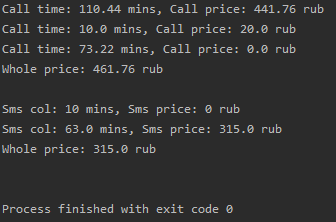 Call time: 110.44 mins, Call price: 441.76 rub
Call time: 10.0 mins, Call price: 20.0 rub
Call time: 73.22 mins, Call price: 0.0 rub
Whole price: 461.76 rub
Sms col: 10 mins, Sms price: 0 rub
Sms col: 63.0 mins, Sms price: 315.0 rub
Whole price: 315.0 rub
Process finished with exit code 0